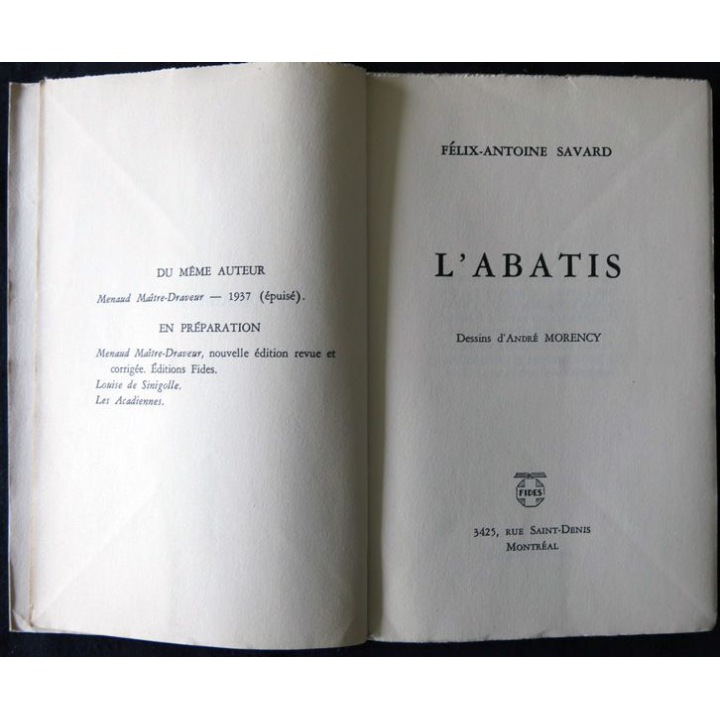 DU MÊME AUTEUR
Menaud Maître-Draveur — 1937 (épuisé).
EN PRÉPARATION
Menaud Maître-Draveur, nouvelle édition revue et
corrigée. Éditions Fides.
Louise de Sinigolle.
Les Acadiennes.
FÉLIX-ANTOINE SAVARD
L'ABATIS
Dessins d'ANDRÉ MORENCY
FIDES
3425, RUE SAINT-DENIS
MONTRÉAL